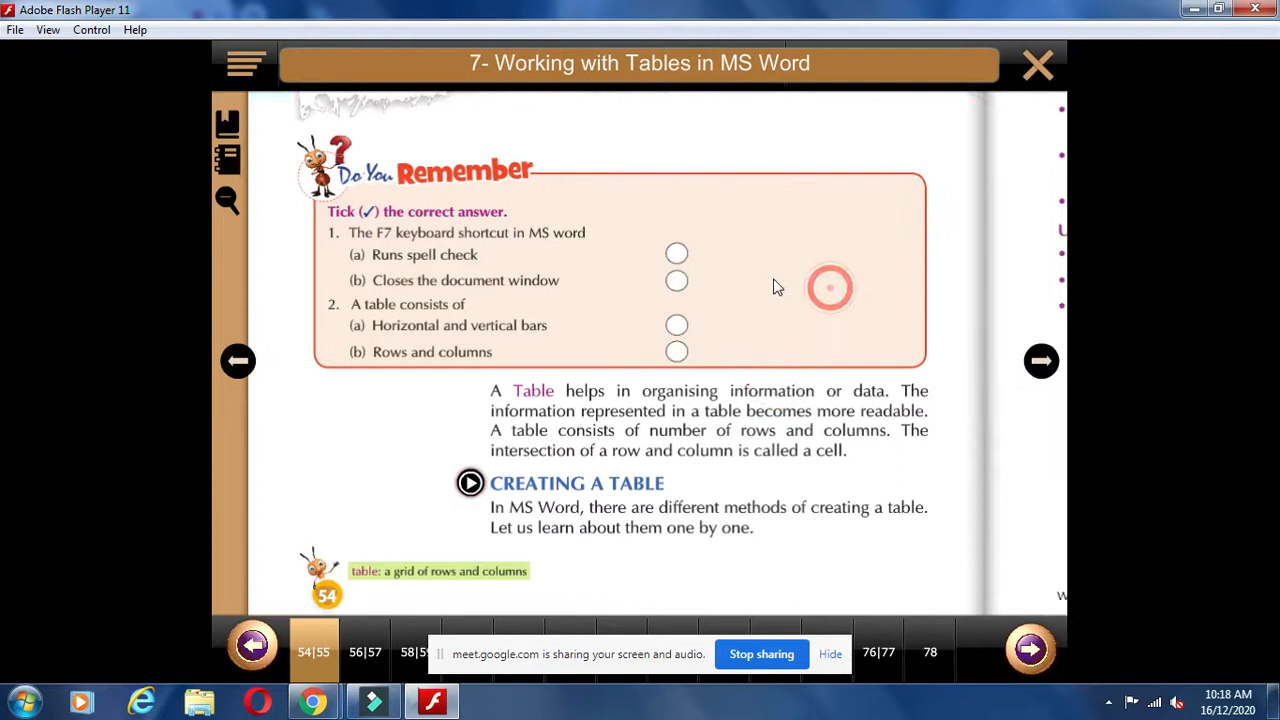 Adobe Flash Player 11
File View Control Help
7- Working with Tables in MS Word
? Do You Remember
Tick (✓) the correct answer.
1. The F7 keyboard shortcut in MS word
(a) Runs spell check
(b) Closes the document window
2. A table consists of
(a) Horizontal and vertical bars
(b) Rows and columns
A Table helps in organising information or data. The
information represented in a table becomes more readable.
A table consists of number of rows and columns. The
intersection of a row and column is called a cell.
CREATING A TABLE
In MS Word, there are different methods of creating a table.
Let us learn about them one by one.
table: a grid of rows and columns
54
54|55 56|57 76|77 78
meet.google.com is sharing your screen and audio. Stop sharing Hide
10:18 AM
16/12/2020